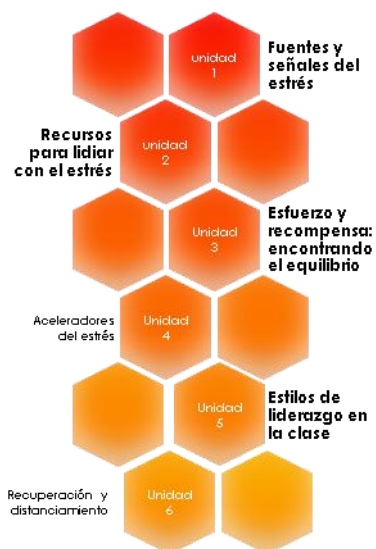 unidad
1
Fuentes y
señales del
estrés
Recursos
para lidiar
con el estrés
unidad
2
Unidad
3
Esfuerzo y
recompensa:
encontrando
el equilibrio
Aceleradores
del estrés
Unidad
4
Unidad
5
Estilos de
liderazgo en
la clase
Recuperación y
distanciamiento
Unidad
6